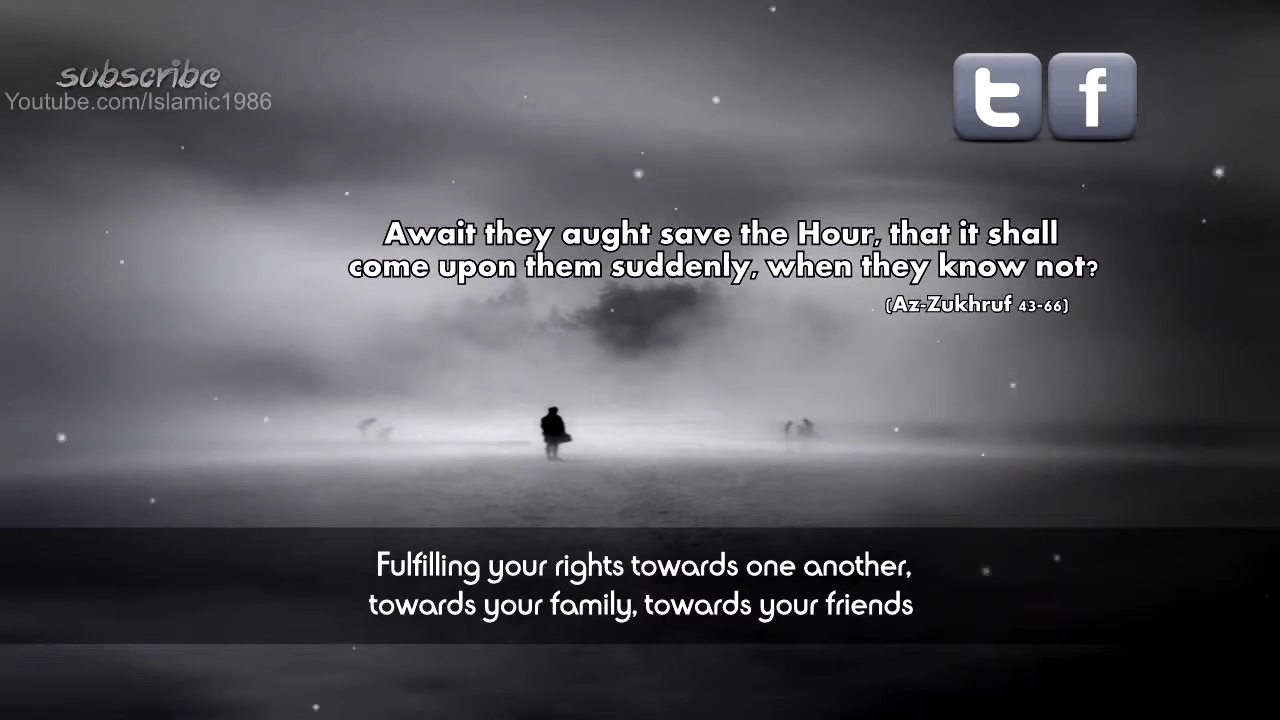 subscribe
Youtube.com/Islamic1986
t f
Await they aught save the Hour, that it shall
come upon them suddenly, when they know not?
(Az-Zukhruf 43-66)
Fulfilling your rights towards one another,
towards your family, towards your friends